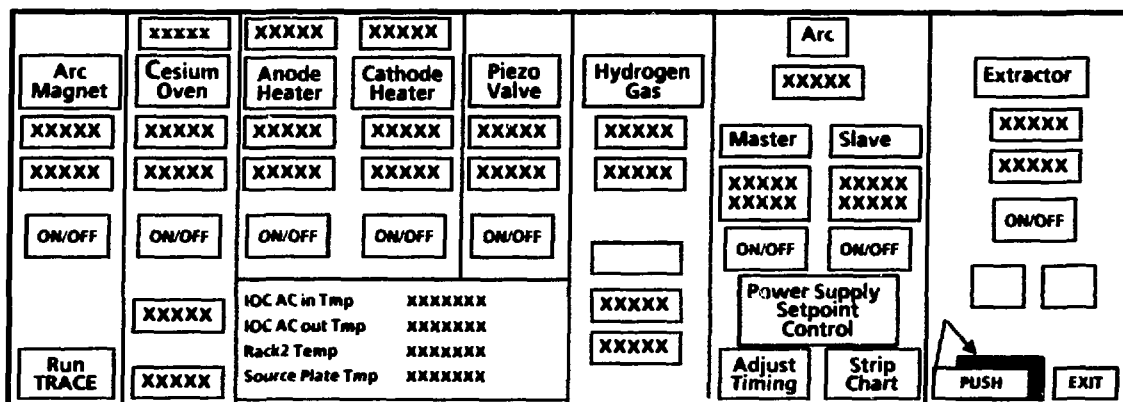 XXXXX XXXXX XXXXX Arc
Arc Magnet
Cesium Oven
Anode Heater
Cathode Heater
Piezo Valve
Hydrogen Gas
XXXXX
Extractor
XXXXX XXXXX XXXXX XXXXX XXXXX XXXXX
Master Slave
XXXXX
XXXXX XXXXX XXXXX XXXXX XXXXX XXXXX
XXXXX XXXXX
XXXXX XXXXX
XXXXX
ON/OFF ON/OFF ON/OFF ON/OFF ON/OFF
ON/OFF ON/OFF
ON/OFF
XXXXX
IOC AC in Tmp XXXXXXX
IOC AC out Tmp XXXXXXX
Rack2 Temp XXXXXXX
Source Plate Tmp XXXXXXX
XXXXX
XXXXX
Power Supply
Setpoint
Control
Run
TRACE
XXXXX
Adjust
Timing
Strip
Chart
PUSH
EXIT